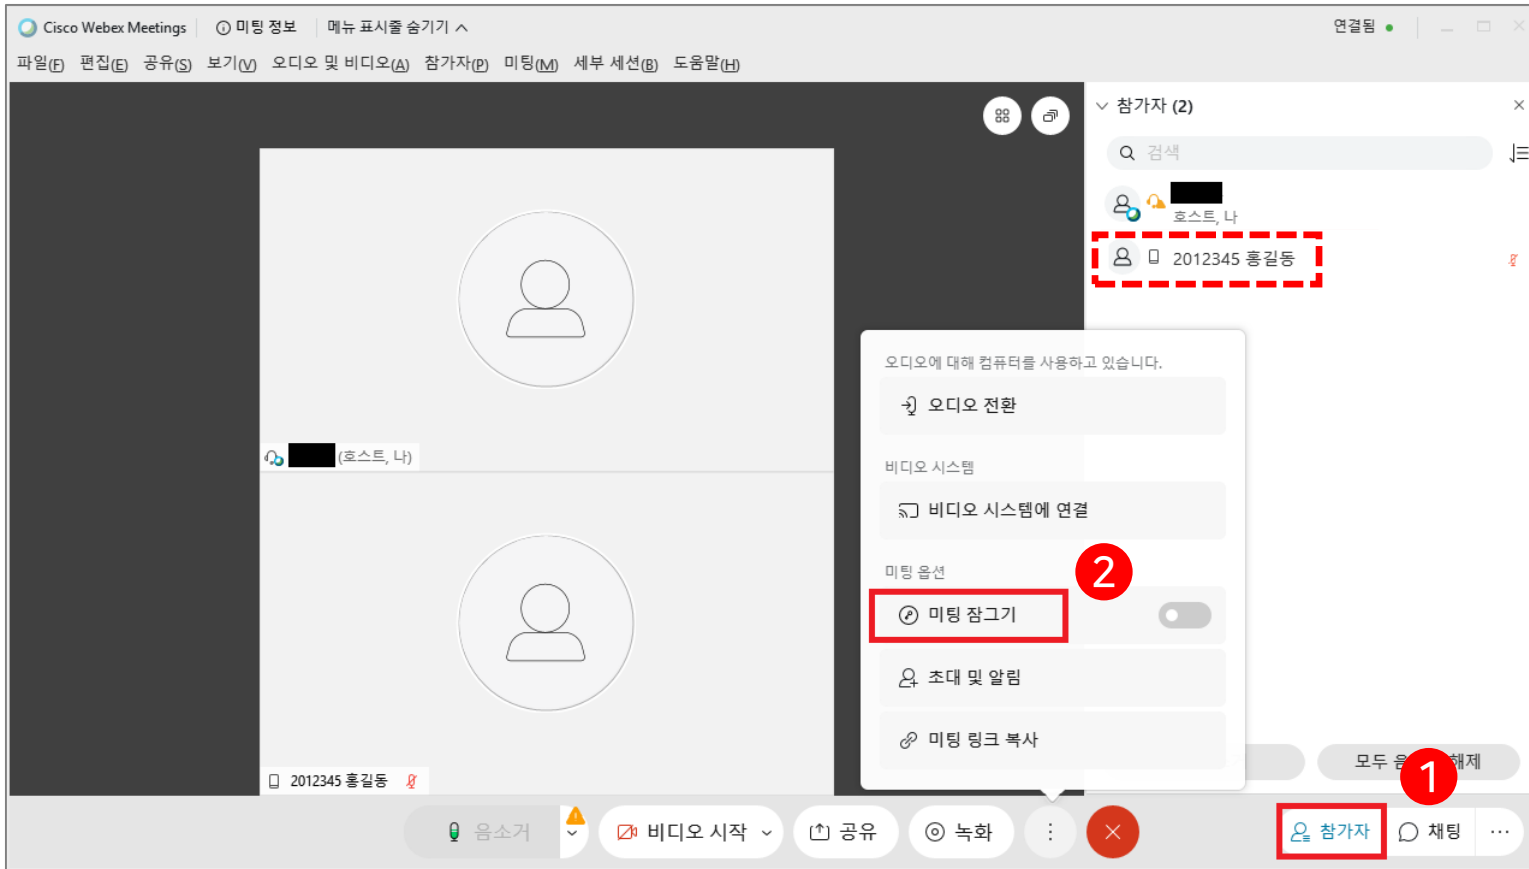 Cisco Webex Meetings 미팅 정보 메뉴 표시줄 숨기기 연결됨
파일(F) 편집(E) 공유(S) 보기(V) 오디오 및 비디오(A) 참가자(P) 미팅(M) 세부 세션(B) 도움말(H)
참가자 (2)
검색
호스트, 나
2012345 홍길동
(호스트, 나)
2012345 홍길동
오디오에 대해 컴퓨터를 사용하고 있습니다.
오디오 전환
비디오 시스템
비디오 시스템에 연결
미팅 옵션
2
미팅 잠그기
초대 및 알림
미팅 링크 복사
모두 해제
1
음소거 비디오 시작 공유 녹화 참가자 채팅